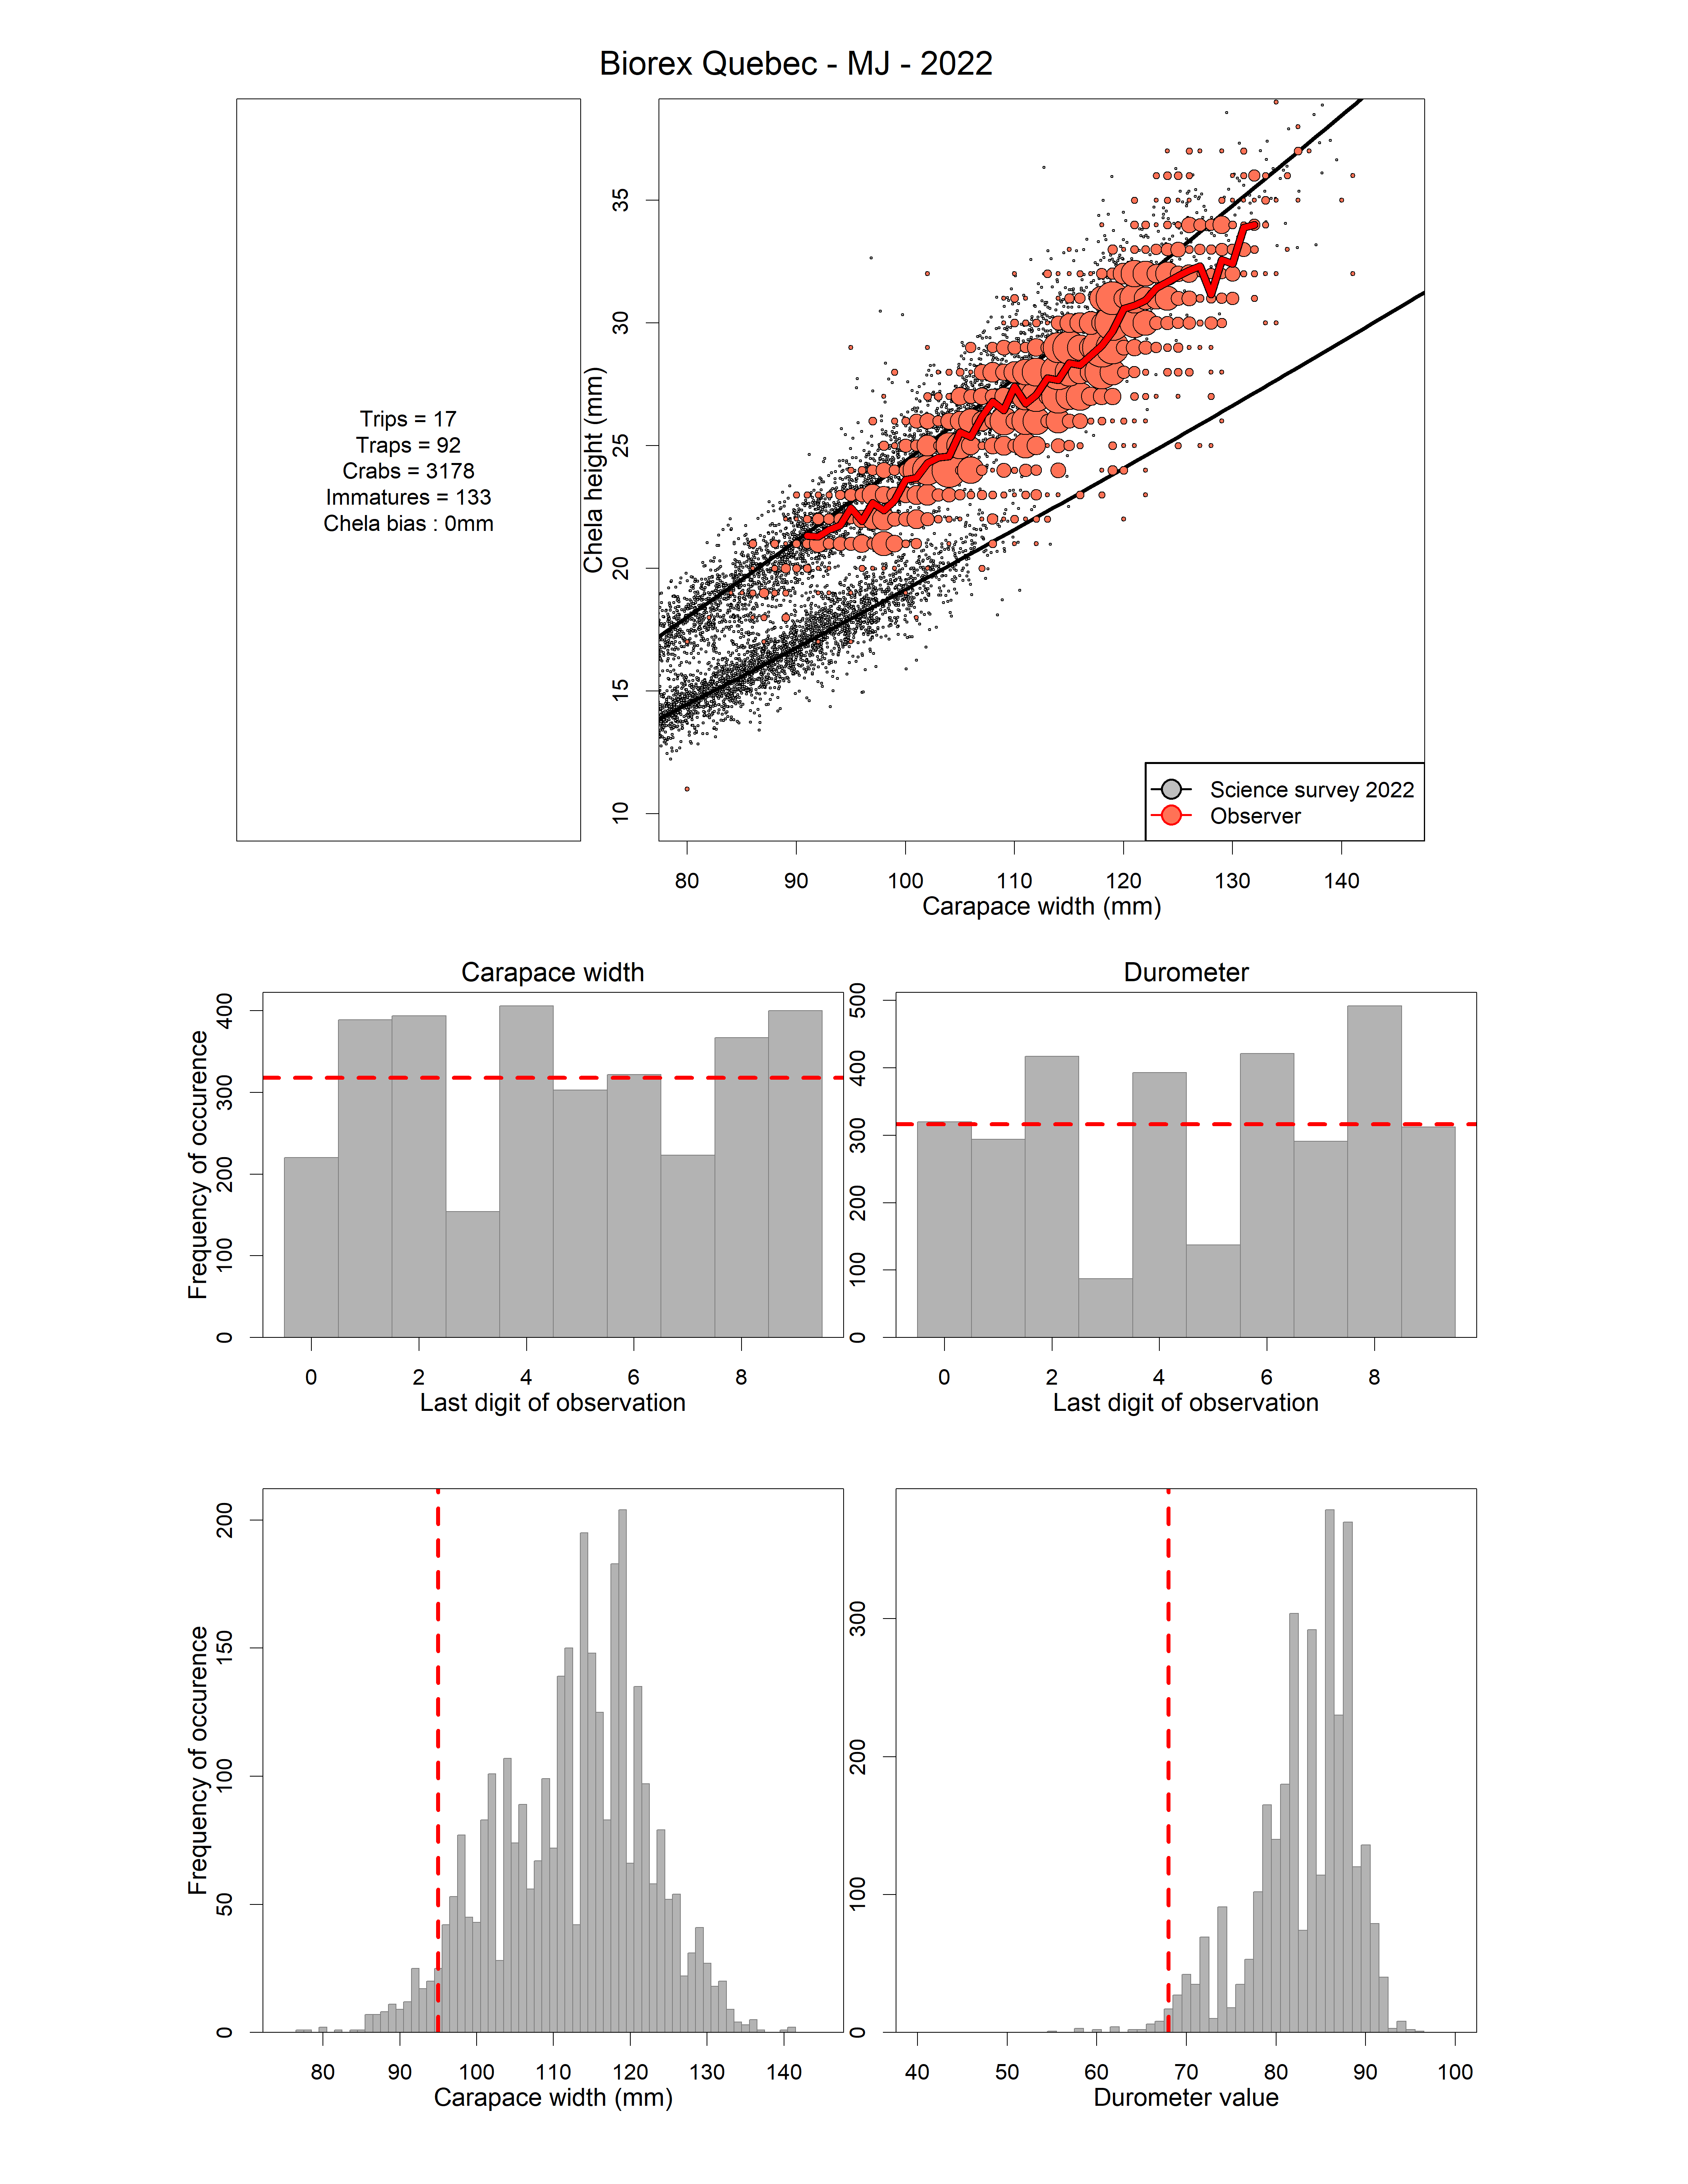 Biorex Quebec - MJ - 2022
Trips = 17
Traps = 92
Crabs = 3178
Immatures = 133
Chela bias : 0mm
Chela height (mm)
35
30
25
20
15
10
Science survey 2022
Observer
80 90 100 110 120 130 140
Carapace width (mm)
Carapace width
Frequency of occurence
400
300
200
100
0
0 2 4 6 8
Last digit of observation
Durometer
500
400
300
200
100
0
0 2 4 6 8
Last digit of observation
Frequency of occurence
200
150
100
50
0
80 90 100 110 120 130 140
Carapace width (mm)
300
200
100
0
40 50 60 70 80 90 100
Durometer value